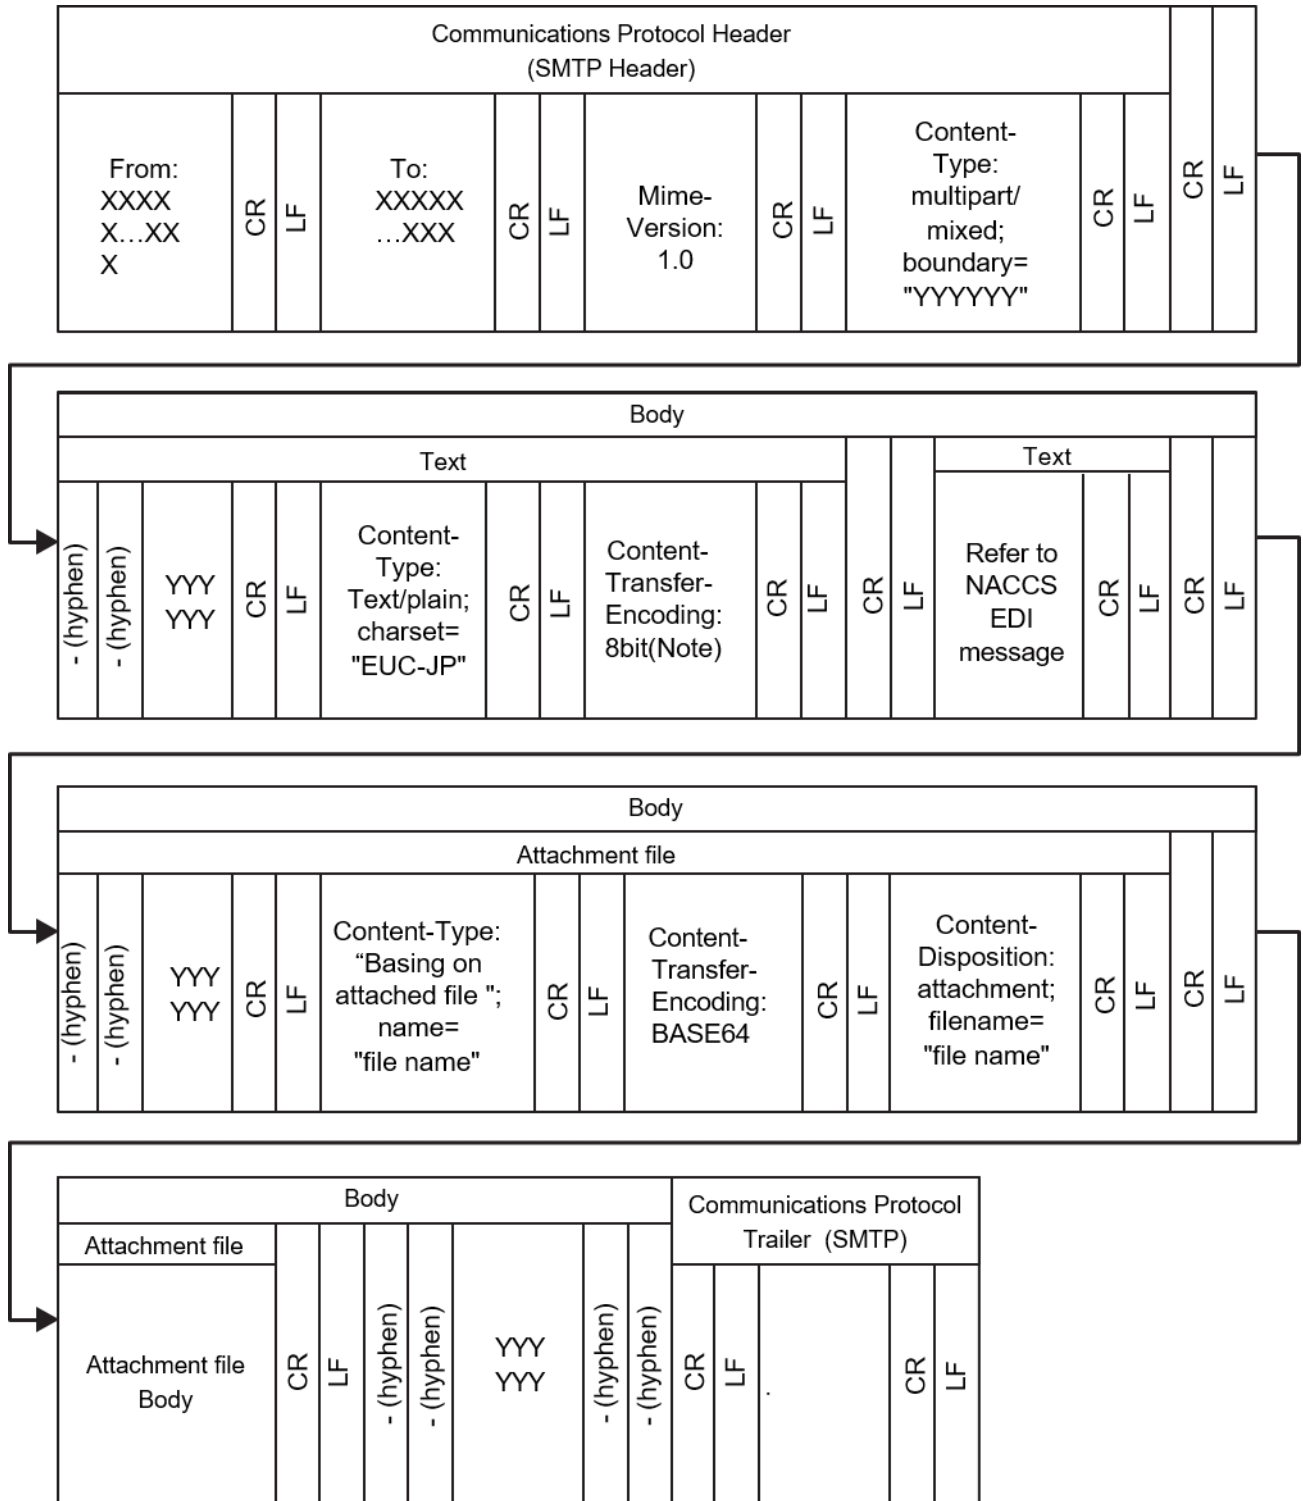 Communications Protocol Header
(SMTP Header)
From:
XXXX
X...XX
X
CR
LF
To:
XXXXX
...XXX
CR
LF
Mime-
Version:
1.0
CR
LF
Content-
Type:
multipart/
mixed;
boundary=
"YYYYYY"
CR
LF
CR
LF
Body
Text
- (hyphen)
- (hyphen)
YYY
YYY
CR
LF
Content-
Type:
Text/plain;
charset=
"EUC-JP"
CR
LF
Content-
Transfer-
Encoding:
8bit(Note)
CR
LF
CR
LF
Text
Refer to
NACCS
EDI
message
CR
LF
CR
LF
Body
Attachment file
- (hyphen)
- (hyphen)
YYY
YYY
CR
LF
Content-Type:
“Basing on
attached file ";
name=
"file name"
CR
LF
Content-
Transfer-
Encoding:
BASE64
CR
LF
Content-
Disposition:
attachment;
filename=
"file name"
CR
LF
CR
LF
Body
Attachment file
Attachment file
Body
CR
LF
- (hyphen)
- (hyphen)
YYY
YYY
- (hyphen)
- (hyphen)
Communications Protocol
Trailer (SMTP)
CR
LF
.
CR
LF